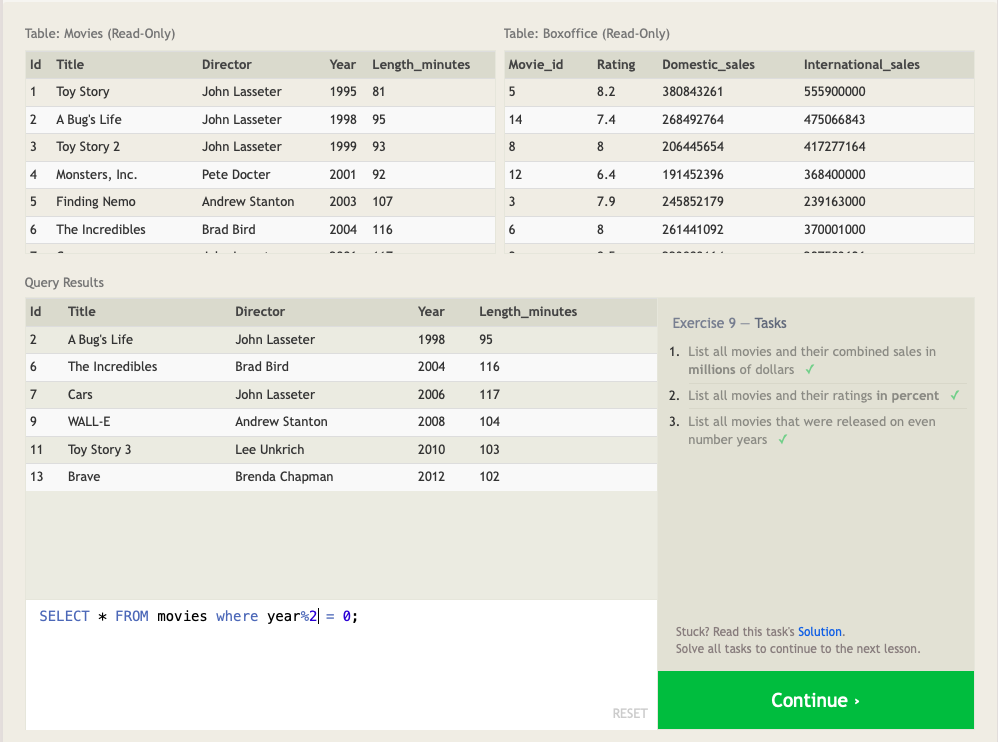 Table: Movies (Read-Only)
Id Title Director Year Length_minutes
1 Toy Story John Lasseter 1995 81
2 A Bug's Life John Lasseter 1998 95
3 Toy Story 2 John Lasseter 1999 93
4 Monsters, Inc. Pete Docter 2001 92
5 Finding Nemo Andrew Stanton 2003 107
6 The Incredibles Brad Bird 2004 116
Table: Boxoffice (Read-Only)
Movie_id Rating Domestic_sales International_sales
5 8.2 380843261 555900000
14 7.4 268492764 475066843
8 8 206445654 417277164
12 6.4 191452396 368400000
3 7.9 245852179 239163000
6 8 261441092 370001000
Query Results
Id Title Director Year Length_minutes
2 A Bug's Life John Lasseter 1998 95
6 The Incredibles Brad Bird 2004 116
7 Cars John Lasseter 2006 117
9 WALL-E Andrew Stanton 2008 104
11 Toy Story 3 Lee Unkrich 2010 103
13 Brave Brenda Chapman 2012 102
SELECT * FROM movies where year%2 = 0;
RESET
Exercise 9 — Tasks
1. List all movies and their combined sales in
millions of dollars ✓
2. List all movies and their ratings in percent ✓
3. List all movies that were released on even
number years ✓
Stuck? Read this task's Solution.
Solve all tasks to continue to the next lesson.
Continue ›